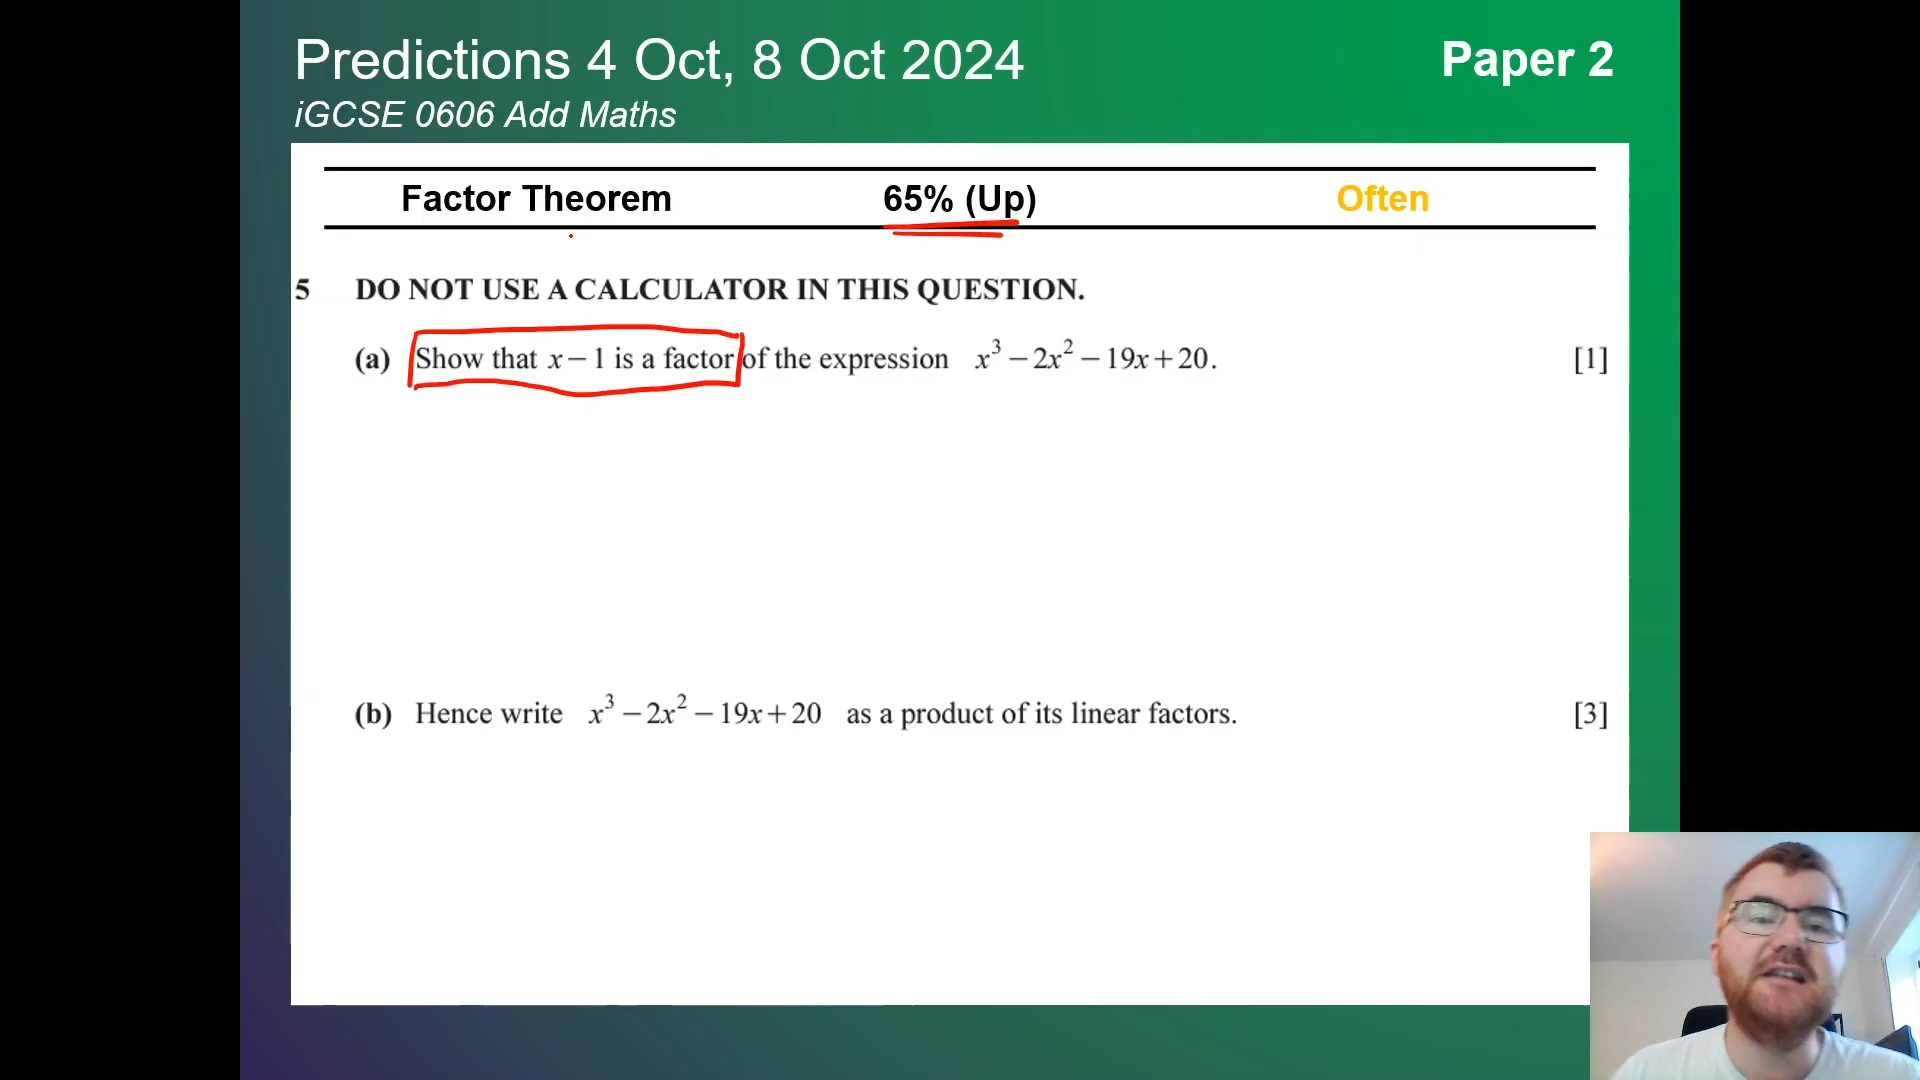 Predictions 4 Oct, 8 Oct 2024
Paper 2
iGCSE 0606 Add Maths
Factor Theorem 65% (Up) Often
5 DO NOT USE A CALCULATOR IN THIS QUESTION.
(a) Show that x − 1 is a factor of the expression x³ − 2x² − 19x + 20. [1]
(b) Hence write x³ − 2x² − 19x + 20 as a product of its linear factors. [3]